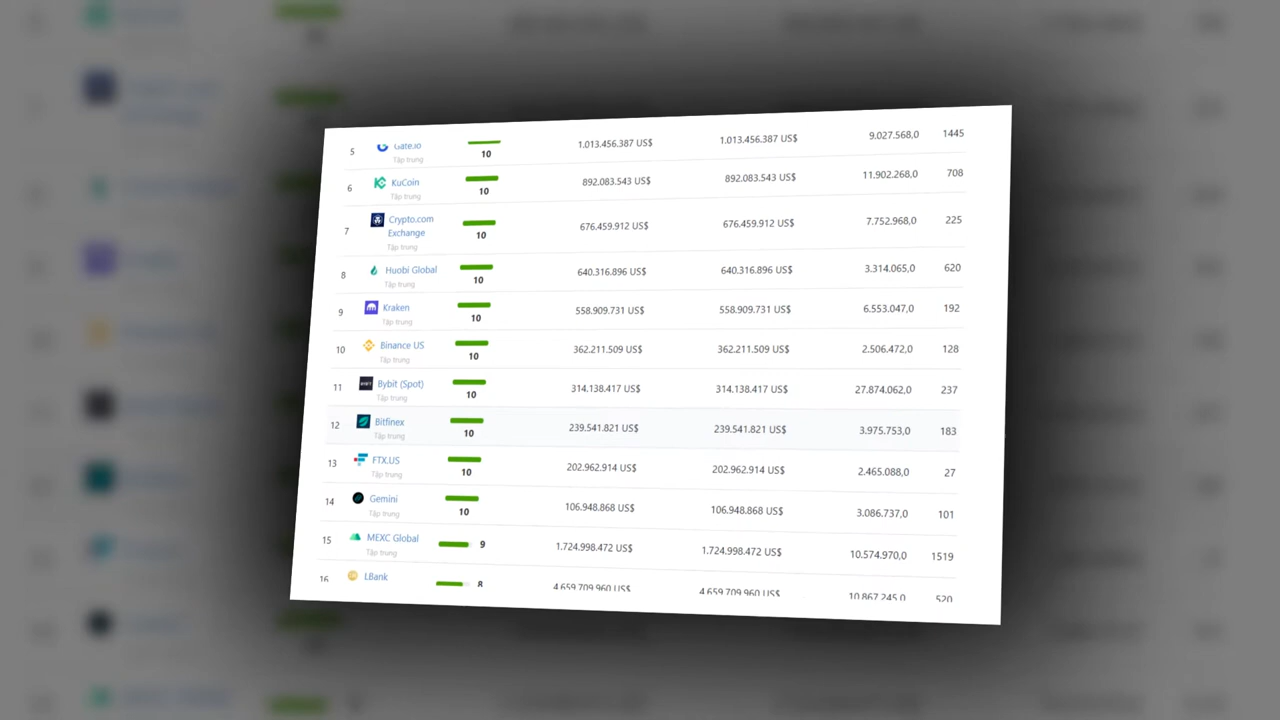 5 Gate.io 10 1.013.456.387 US$ 1.013.456.387 US$ 9.027.568,0 1445
Tập trung
6 KuCoin 10 892.083.543 US$ 892.083.543 US$ 11.902.268,0 708
Tập trung
7 Crypto.com 10 676.459.912 US$ 676.459.912 US$ 7.752.968,0 225
Exchange
Tập trung
8 Huobi Global 10 640.316.896 US$ 640.316.896 US$ 3.314.065,0 620
Tập trung
9 Kraken 10 558.909.731 US$ 558.909.731 US$ 6.553.047,0 192
Tập trung
10 Binance US 10 362.211.509 US$ 362.211.509 US$ 2.506.472,0 128
Tập trung
11 Bybit (Spot) 10 314.138.417 US$ 314.138.417 US$ 27.874.062,0 237
Tập trung
12 Bitfinex 10 239.541.821 US$ 239.541.821 US$ 3.975.753,0 183
Tập trung
13 FTX.US 10 202.962.914 US$ 202.962.914 US$ 2.465.088,0 27
Tập trung
14 Gemini 10 106.948.868 US$ 106.948.868 US$ 3.086.737,0 101
Tập trung
15 MEXC Global 9 1.724.998.472 US$ 1.724.998.472 US$ 10.574.970,0 1519
Tập trung
16 LBank 8 4.659.709.960 US$ 4.659.709.960 US$ 10.867.245,0 520